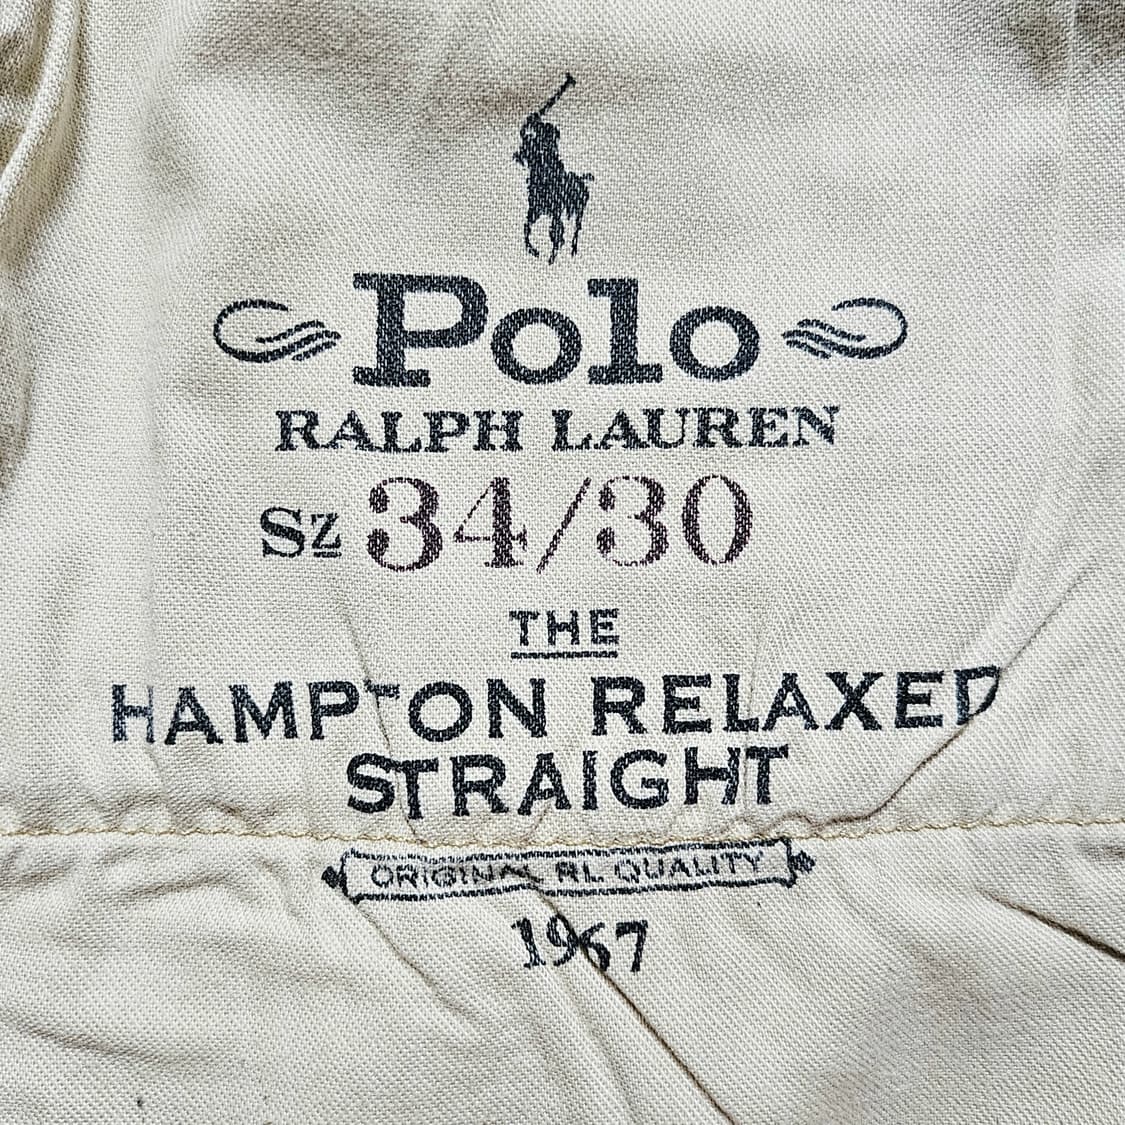 Polo
RALPH LAUREN
Sz 34/30
THE
HAMPTON RELAXED
STRAIGHT
ORIGINAL RL QUALITY
1967